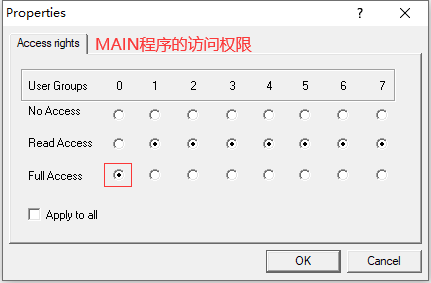 Properties
Access rights MAIN程序的访问权限
User Groups 0 1 2 3 4 5 6 7
No Access
Read Access
Full Access
Apply to all
OK Cancel